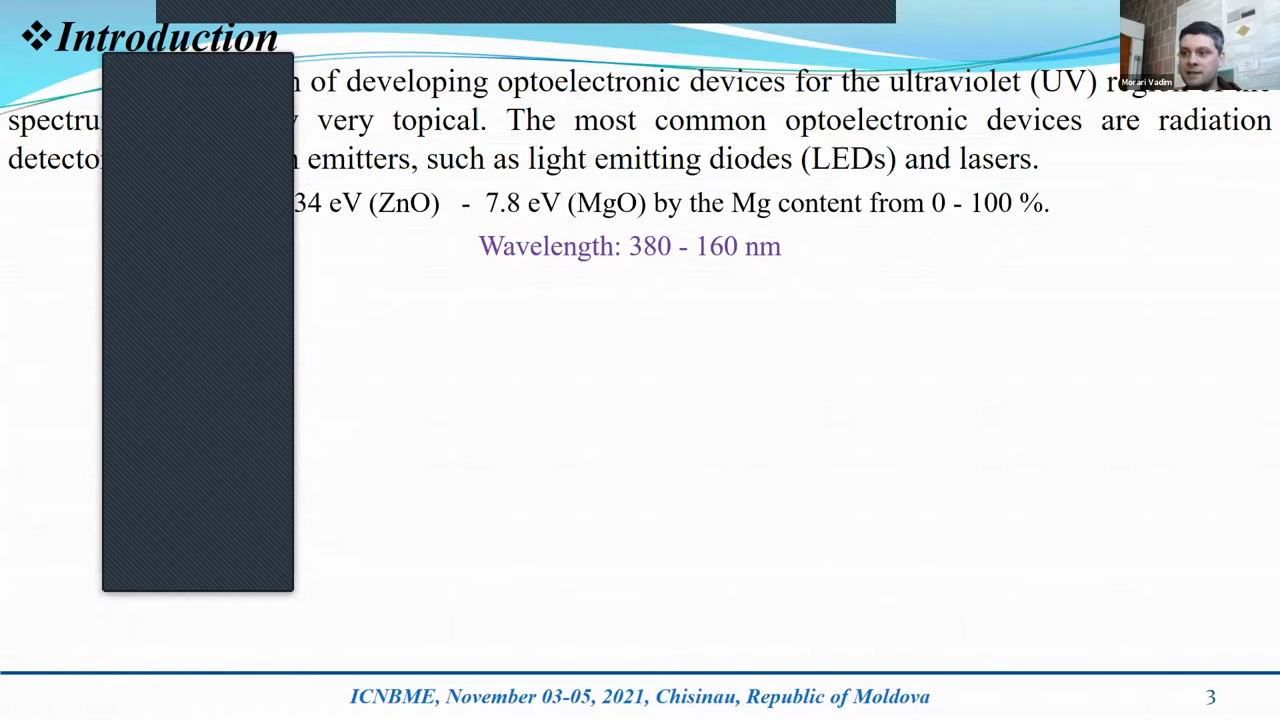 ❖Introduction
of developing optoelectronic devices for the ultraviolet (UV)
very topical. The most common optoelectronic devices are radiation
emitters, such as light emitting diodes (LEDs) and lasers.
34 eV (ZnO) - 7.8 eV (MgO) by the Mg content from 0 - 100 %.
Wavelength: 380 - 160 nm
Morari Vadim
ICNBME, November 03-05, 2021, Chisinau, Republic of Moldova
3